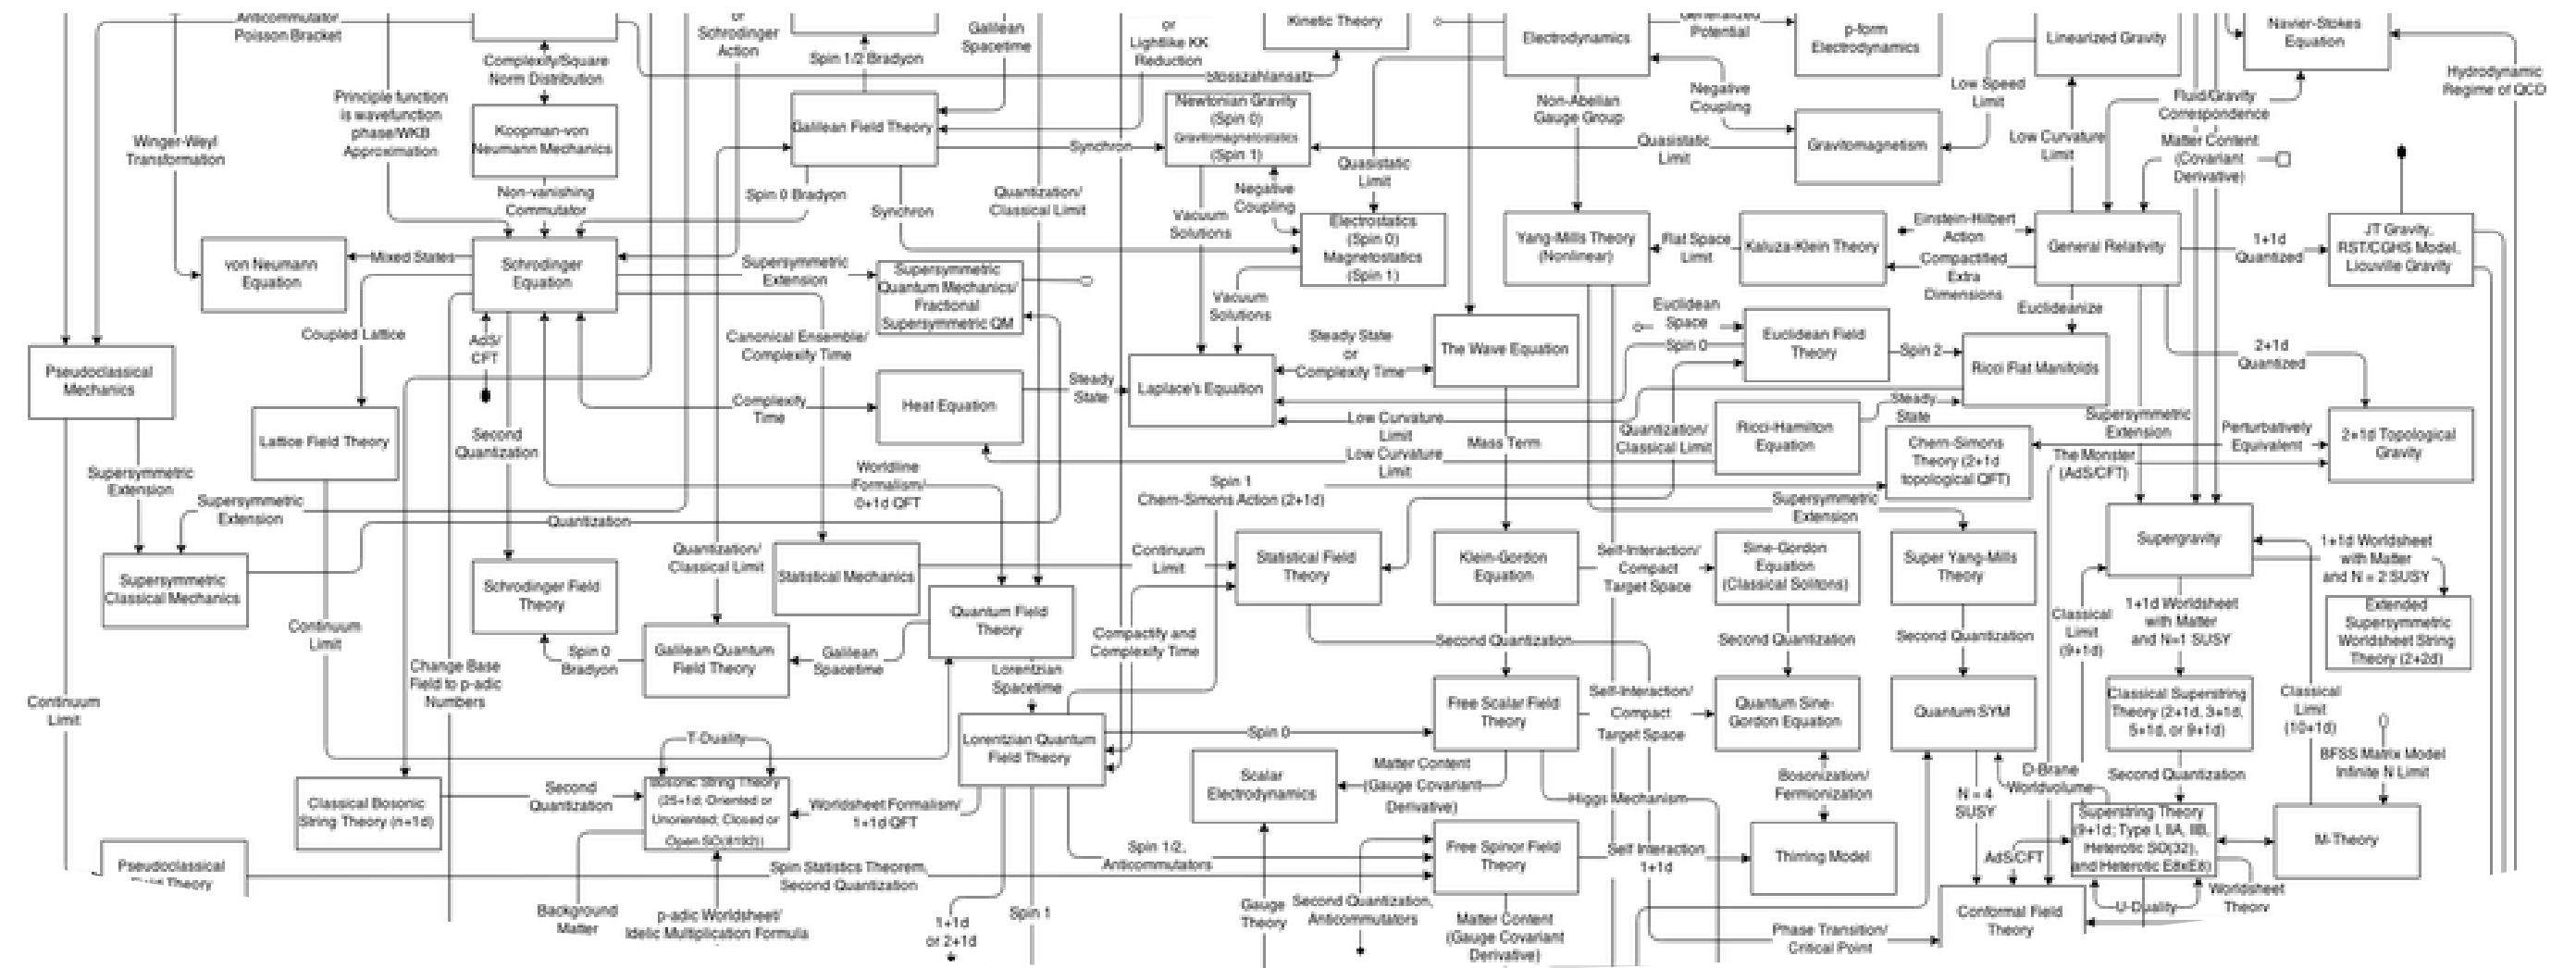 Anticommutator
Poisson Bracket
Complexity/Square
Norm Distribution
or
Schrodinger
Action
Spin 1/2 Bradyon
Galilean
Spacetime
or
Lightlike KK
Reduction
Kinetic Theory
Stosszahlansatz
Electrodynamics
Generalized
Potential
p-form
Electrodynamics
Linearized Gravity
Navier-Stokes
Equation
Hydrodynamic
Regime of QCD
Winger-Weyl
Transformation
Principle function
is wavefunction
phase/WKB
Approximation
Koopman-von
Neumann Mechanics
Non-vanishing
Commutator
Galilean Field Theory
Spin 0 Bradyon
Synchron
Synchron
Quantization/
Classical Limit
Newtonian Gravity
(Spin 0)
Gravitomagnetostatics
(Spin 1)
Negative
Coupling
Vacuum
Solutions
Quasistatic
Limit
Non-Abelian
Gauge Group
Negative
Coupling
Quasistatic
Limit
Gravitomagnetism
Low Speed
Limit
Low Curvature
Limit
Fluid/Gravity
Correspondence
Matter Content
(Covariant
Derivative)
von Neumann
Equation
Mixed States
Schrodinger
Equation
Supersymmetric
Extension
Supersymmetric
Quantum Mechanics/
Fractional
Supersymmetric QM
Electrostatics
(Spin 0)
Magnetostatics
(Spin 1)
Vacuum
Solutions
Yang-Mills Theory
(Nonlinear)
Flat Space
Limit
Kaluza-Klein Theory
Einstein-Hilbert
Action
Compactified
Extra
Dimensions
General Relativity
1+1d
Quantized
JT Gravity,
RST/CGHS Model,
Liouville Gravity
Coupled Lattice
AdS/
CFT
Canonical Ensemble/
Complexity Time
Steady State
or
Complexity Time
The Wave Equation
Euclidean
Space
Spin 0
Euclidean Field
Theory
Spin 2
Euclideanize
Ricci Flat Manifolds
2+1d
Quantized
Pseudoclassical
Mechanics
Lattice Field Theory
Second
Quantization
Complexity
Time
Heat Equation
Steady
State
Laplace's Equation
Low Curvature
Limit
Low Curvature
Limit
Mass Term
Quantization/
Classical Limit
Ricci-Hamilton
Equation
Steady
State
Chern-Simons
Theory (2+1d
topological QFT)
Supersymmetric
Extension
Perturbatively
Equivalent
The Monster
(AdS/CFT)
2+1d Topological
Gravity
Supersymmetric
Extension
Supersymmetric
Extension
Worldline
Formalism/
0+1d QFT
Quantization
Spin 1
Chern-Simons Action (2+1d)
Supersymmetric
Extension
Supersymmetric
Classical Mechanics
Schrodinger Field
Theory
Quantization/
Classical Limit
Statistical Mechanics
Continuum
Limit
Statistical Field
Theory
Klein-Gordon
Equation
Self-Interaction/
Compact
Target Space
Sine-Gordon
Equation
(Classical Solitons)
Super Yang-Mills
Theory
Supergravity
1+1d Worldsheet
with Matter
and N = 2 SUSY
Continuum
Limit
Spin 0
Bradyon
Galilean Quantum
Field Theory
Galilean
Spacetime
Quantum Field
Theory
Lorentzian
Spacetime
Compactify and
Complexify Time
Second Quantization
Second Quantization
Second Quantization
Classical
Limit
(9+1d)
1+1d Worldsheet
with Matter
and N=1 SUSY
Extended
Supersymmetric
Worldsheet String
Theory (2+2d)
Continuum
Limit
Change Base
Field to p-adic
Numbers
T-Duality
Lorentzian Quantum
Field Theory
Spin 0
Free Scalar Field
Theory
Self-Interaction/
Compact
Target Space
Quantum Sine-
Gordon Equation
Quantum SYM
Classical Superstring
Theory (2+1d, 3+1d,
5+1d, or 9+1d)
Classical
Limit
(10+1d)
BFSS Matrix Model
Infinite N Limit
Classical Bosonic
String Theory (n+1d)
Second
Quantization
Bosonic String Theory
(25+1d; Oriented or
Unoriented; Closed or
Open SO(8192))
Worldsheet Formalism/
1+1d QFT
Scalar
Electrodynamics
Matter Content
(Gauge Covariant
Derivative)
Higgs Mechanism
Bosonization/
Fermionization
N = 4
SUSY
D-Brane
Worldvolume
Second Quantization
Superstring Theory
(9+1d; Type I, IIA, IIB,
Heterotic SO(32),
and Heterotic E8xE8)
M-Theory
Pseudoclassical
Field Theory
Spin Statistics Theorem,
Second Quantization
Spin 1/2,
Anticommutators
Free Spinor Field
Theory
Self Interaction
1+1d
Thirring Model
AdS/CFT
Worldsheet
Theory
U-Duality
Background
Matter
p-adic Worldsheet/
Idelic Multiplication Formula
1+1d
or 2+1d
Spin 1
Gauge
Theory
Second Quantization,
Anticommutators
Matter Content
(Gauge Covariant
Derivative)
Phase Transition/
Critical Point
Conformal Field
Theory